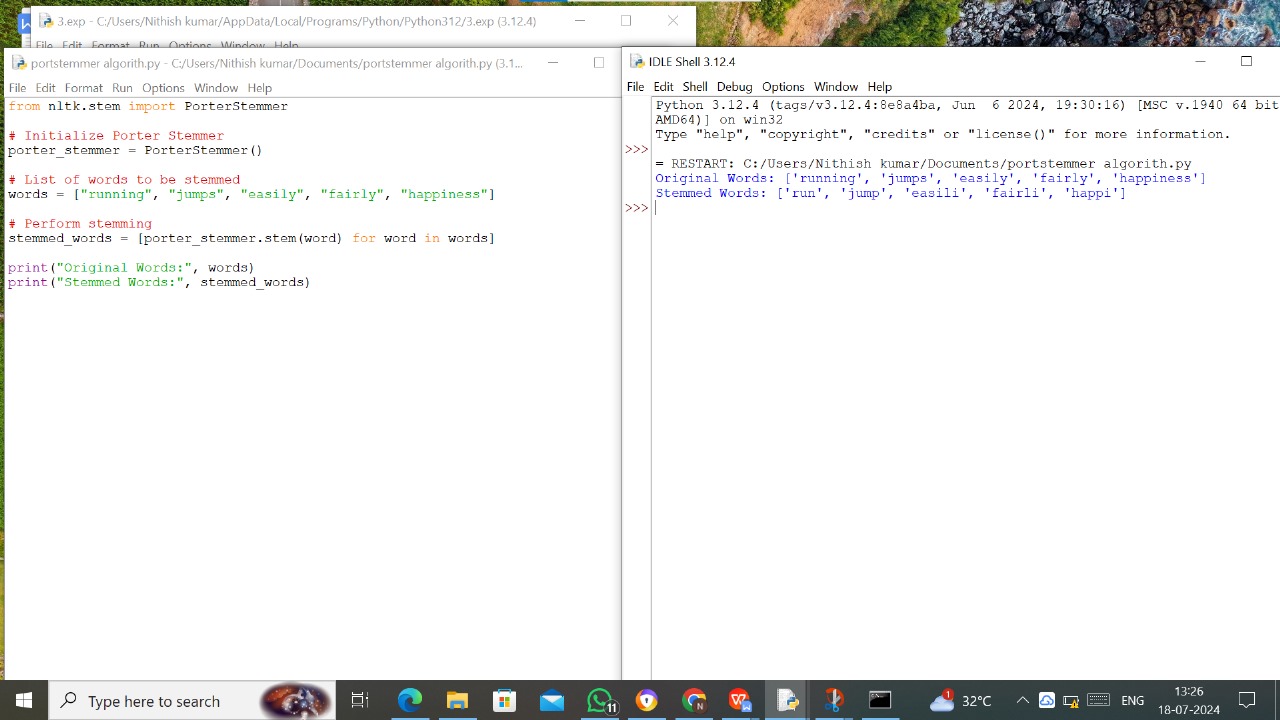 3.exp - C:/Users/Nithish kumar/AppData/Local/Programs/Python/Python312/3.exp (3.12.4)
File Edit Format Run Options Window Help
portstemmer algorith.py - C:/Users/Nithish kumar/Documents/portstemmer algorith.py (3.1...
File Edit Format Run Options Window Help
from nltk.stem import PorterStemmer
# Initialize Porter Stemmer
porter_stemmer = PorterStemmer()
# List of words to be stemmed
words = ["running", "jumps", "easily", "fairly", "happiness"]
# Perform stemming
stemmed_words = [porter_stemmer.stem(word) for word in words]
print("Original Words:", words)
print("Stemmed Words:", stemmed_words)
IDLE Shell 3.12.4
File Edit Shell Debug Options Window Help
Python 3.12.4 (tags/v3.12.4:8e8a4ba, Jun  6 2024, 19:30:16) [MSC v.1940 64 bit
AMD64)] on win32
Type "help", "copyright", "credits" or "license()" for more information.
>>>
= RESTART: C:/Users/Nithish kumar/Documents/portstemmer algorith.py
Original Words: ['running', 'jumps', 'easily', 'fairly', 'happiness']
Stemmed Words: ['run', 'jump', 'easili', 'fairli', 'happi']
>>>
Type here to search
11
1
32°C
ENG
13:26
18-07-2024